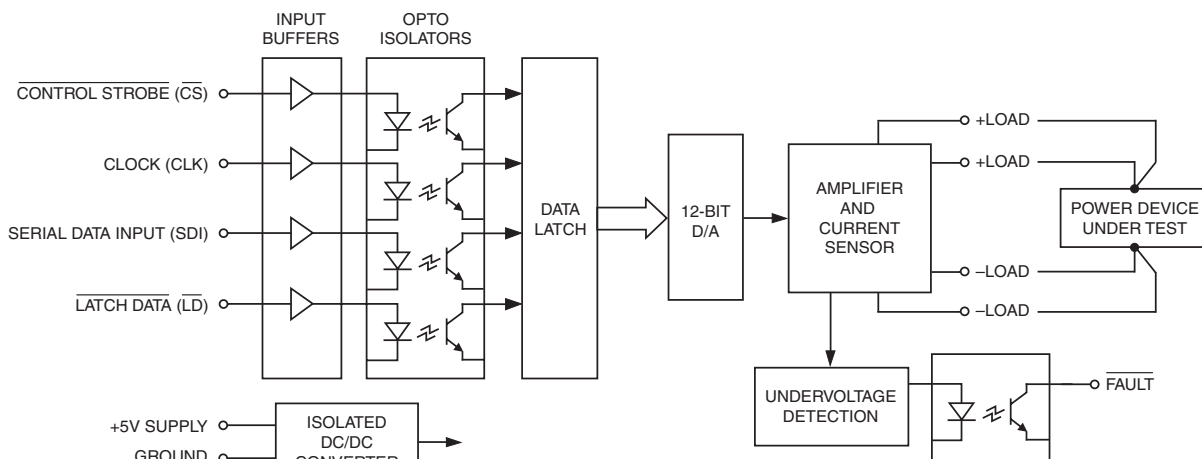 INPUT
BUFFERS
OPTO
ISOLATORS
CONTROL STROBE (CS)
CLOCK (CLK)
SERIAL DATA INPUT (SDI)
LATCH DATA (LD)
DATA
LATCH
12-BIT
D/A
AMPLIFIER
AND
CURRENT
SENSOR
+LOAD
+LOAD
–LOAD
–LOAD
POWER DEVICE
UNDER TEST
UNDERVOLTAGE
DETECTION
FAULT
+5V SUPPLY
GROUND
ISOLATED
DC/DC
CONVERTER